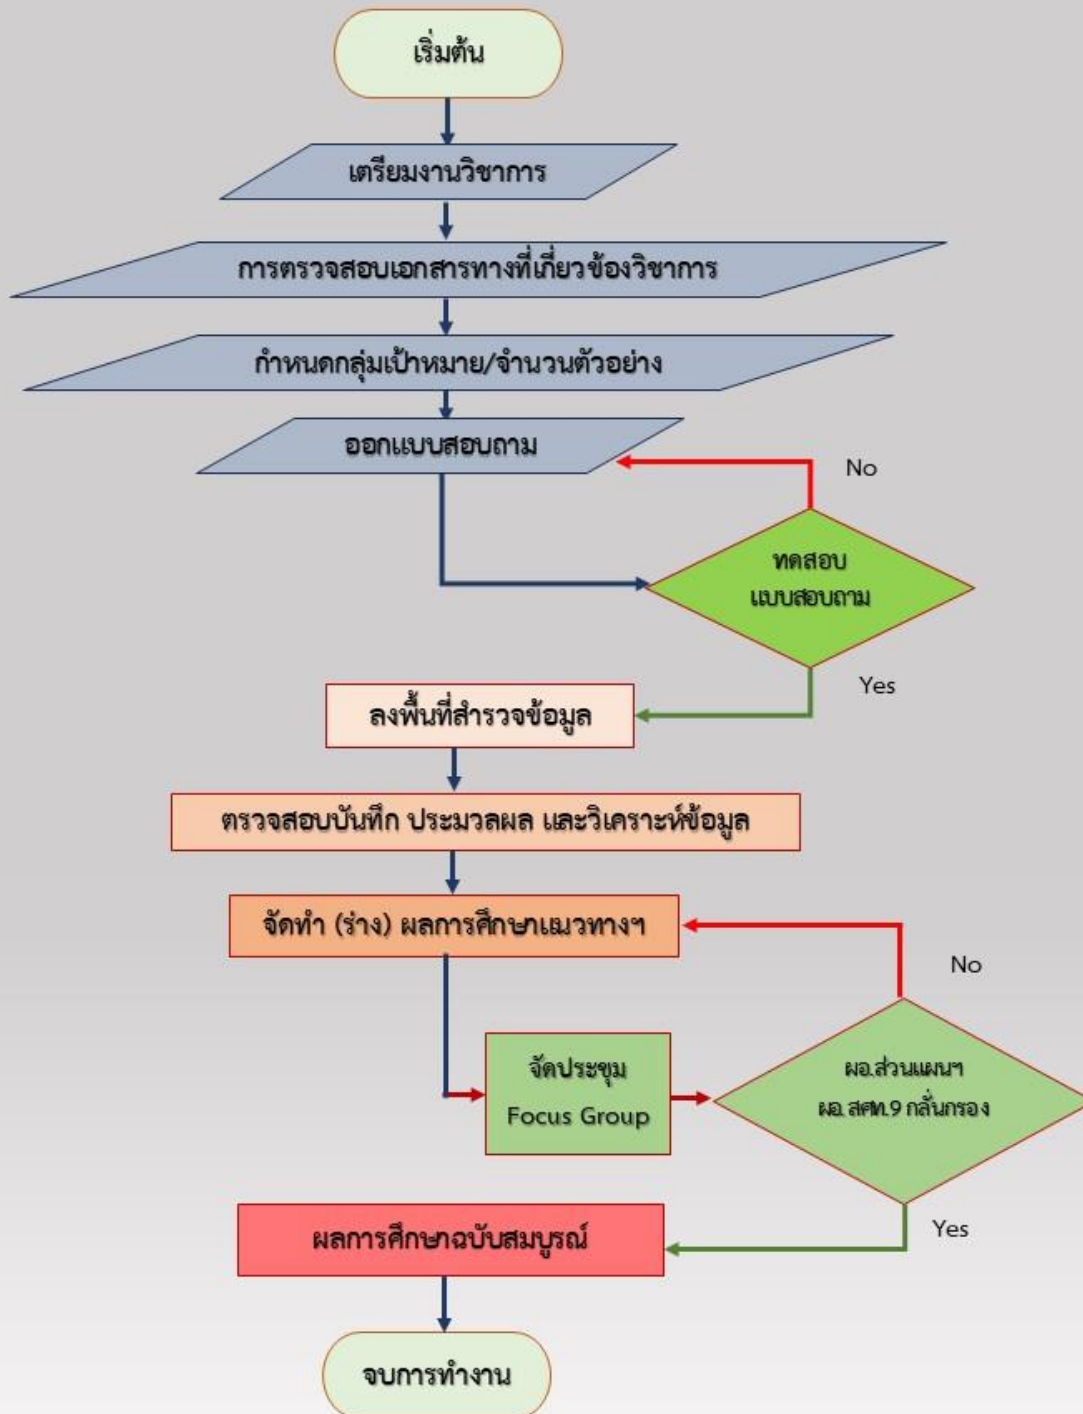 เริ่มต้น
เตรียมงานวิชาการ
การตรวจสอบเอกสารทางที่เกี่ยวข้องวิชาการ
กำหนดกลุ่มเป้าหมาย/จำนวนตัวอย่าง
ออกแบบสอบถาม
No
ทดสอบ
แบบสอบถาม
Yes
ลงพื้นที่สำรวจข้อมูล
ตรวจสอบบันทึก ประมวลผล และวิเคราะห์ข้อมูล
จัดทำ (ร่าง) ผลการศึกษาแนวทางฯ
No
จัดประชุม
Focus Group
ผอ.ส่วนแผนฯ
ผอ.สศท.9 กลั่นกรอง
Yes
ผลการศึกษาฉบับสมบูรณ์
จบการทำงาน